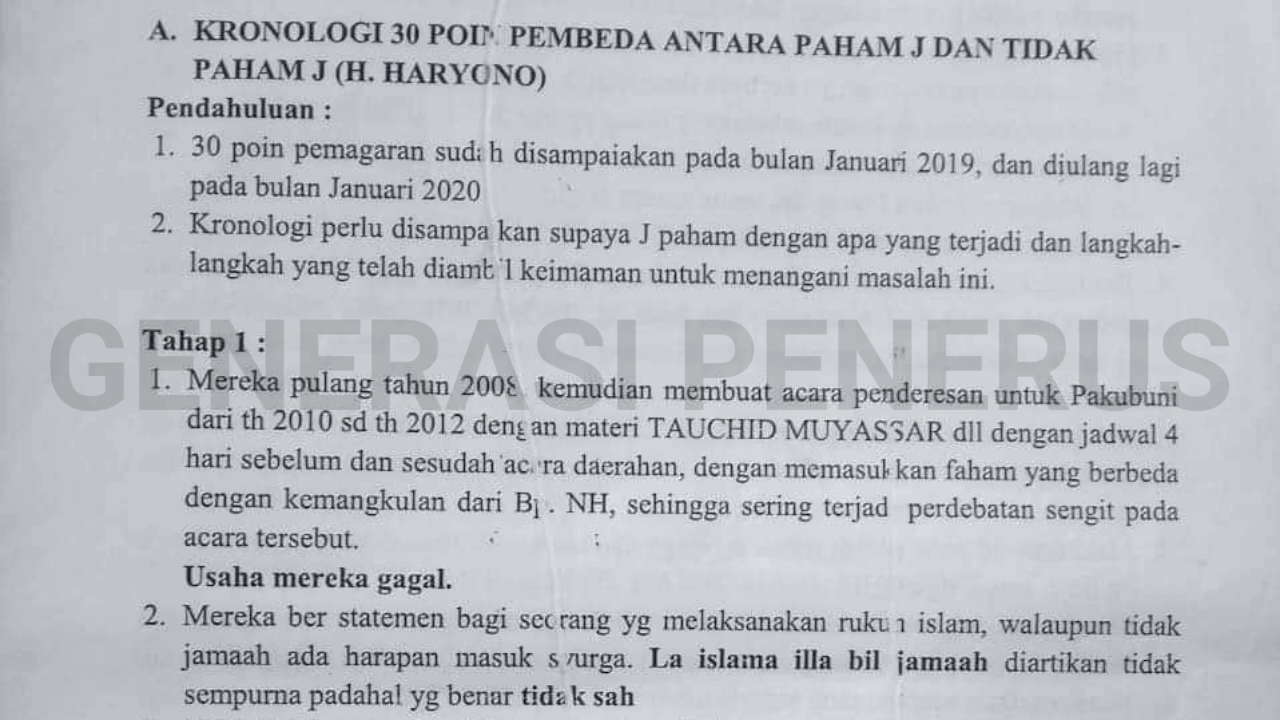 A. KRONOLOGI 30 POIN PEMBEDA ANTARA PAHAM J DAN TIDAK
PAHAM J (H. HARYONO)
Pendahuluan :
1. 30 poin pemagaran sudah disampaiakan pada bulan Januari 2019, dan diulang lagi
pada bulan Januari 2020
2. Kronologi perlu disampaikan supaya J paham dengan apa yang terjadi dan langkah-
langkah yang telah diambil keimaman untuk menangani masalah ini.
GENERASI PENERUS
Tahap 1 :
1. Mereka pulang tahun 2008, kemudian membuat acara penderesan untuk Pakubuni
dari th 2010 sd th 2012 dengan materi TAUCHID MUYASSAR dll dengan jadwal 4
hari sebelum dan sesudah acara daerahan, dengan memasukkan faham yang berbeda
dengan kemangkulan dari Bp. NH, sehingga sering terjad perdebatan sengit pada
acara tersebut.
Usaha mereka gagal.
2. Mereka ber statemen bagi seorang yg melaksanakan rukun islam, walaupun tidak
jamaah ada harapan masuk syurga. La islama illa bil jamaah diartikan tidak
sempurna padahal yg benar tidak sah